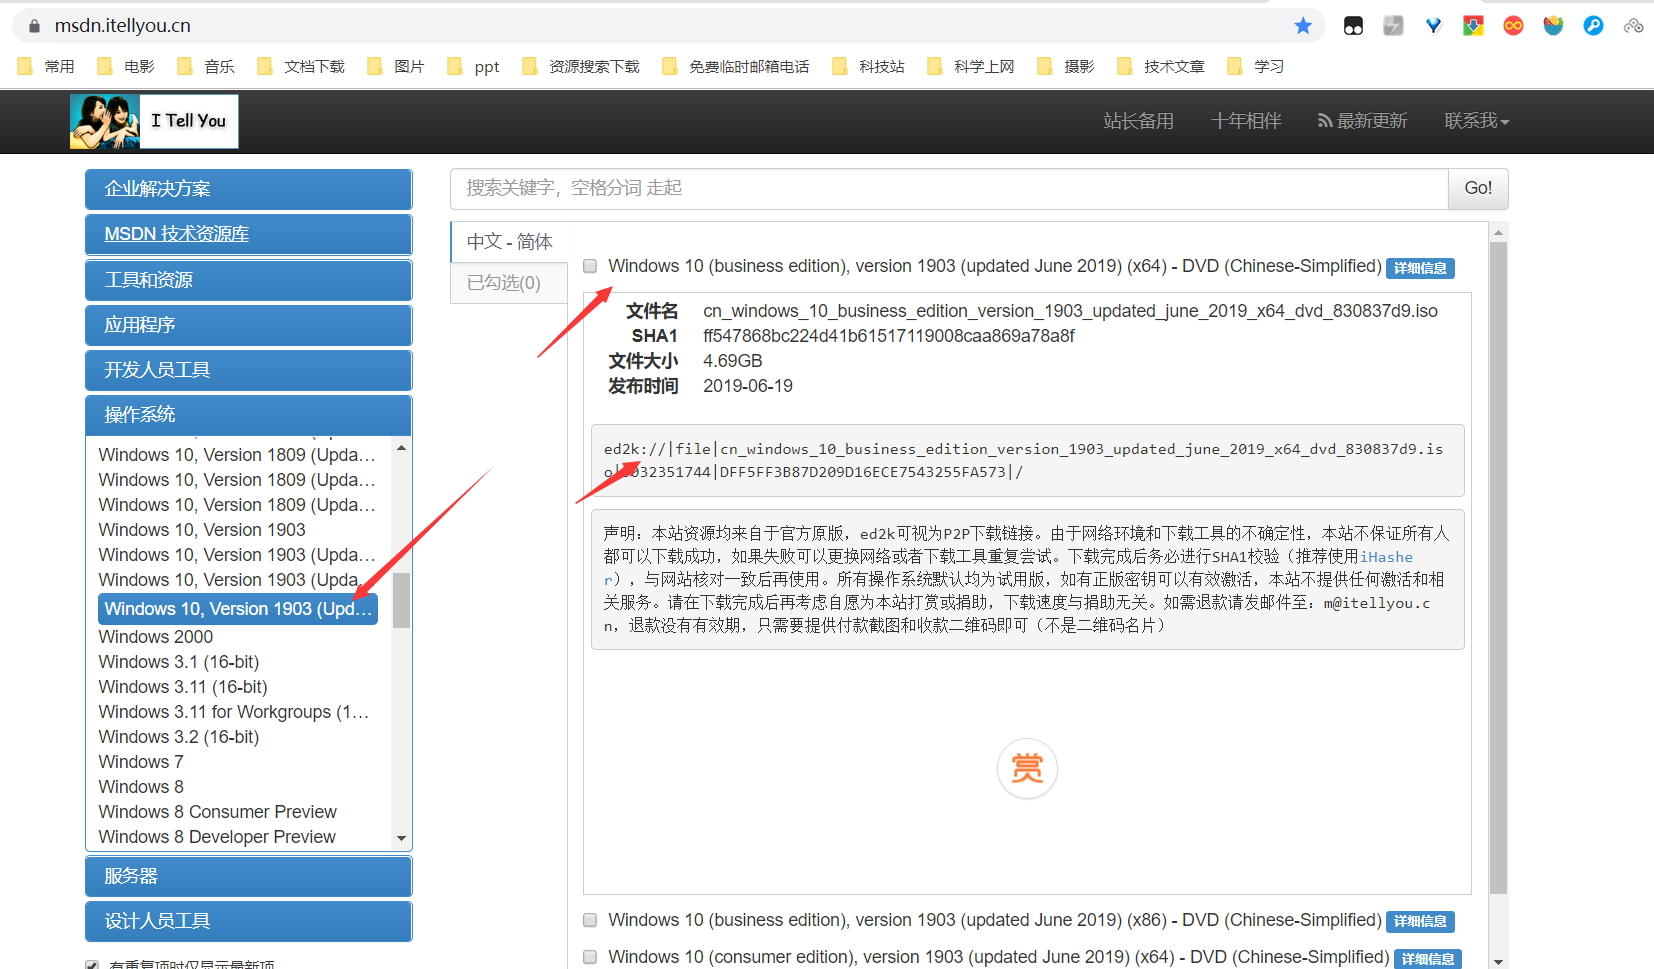 msdn.itellyou.cn
常用 电影 音乐 文档下载 图片 ppt 资源搜索下载 免费临时邮箱电话 科技站 科学上网 摄影 技术文章 学习
I Tell You
站长备用 十年相伴 最新更新 联系我
企业解决方案
MSDN 技术资源库
工具和资源
应用程序
开发人员工具
操作系统
Windows 10, Version 1809 (Upda...
Windows 10, Version 1809 (Upda...
Windows 10, Version 1809 (Upda...
Windows 10, Version 1903
Windows 10, Version 1903 (Upda...
Windows 10, Version 1903 (Upda...
Windows 10, Version 1903 (Upd...
Windows 2000
Windows 3.1 (16-bit)
Windows 3.11 (16-bit)
Windows 3.11 for Workgroups (1...
Windows 3.2 (16-bit)
Windows 7
Windows 8
Windows 8 Consumer Preview
Windows 8 Developer Preview
服务器
设计人员工具
有重复项时仅显示最新项
搜索关键字，空格分词 走起
Go!
中文 - 简体
已勾选(0)
Windows 10 (business edition), version 1903 (updated June 2019) (x64) - DVD (Chinese-Simplified) 详细信息
文件名 cn_windows_10_business_edition_version_1903_updated_june_2019_x64_dvd_830837d9.iso
SHA1 ff547868bc224d41b61517119008caa869a78a8f
文件大小 4.69GB
发布时间 2019-06-19
ed2k://|file|cn_windows_10_business_edition_version_1903_updated_june_2019_x64_dvd_830837d9.is
o|5032351744|DFF5FF3B87D209D16ECE7543255FA573|/
声明：本站资源均来自于官方原版，ed2k可视为P2P下载链接。由于网络环境和下载工具的不确定性，本站不保证所有人
都可以下载成功，如果失败可以更换网络或者下载工具重复尝试。下载完成后务必进行SHA1校验（推荐使用iHashe
r），与网站核对一致后再使用。所有操作系统默认均为试用版，如有正版密钥可以有效激活，本站不提供任何激活和相
关服务。请在下载完成后再考虑自愿为本站打赏或捐助，下载速度与捐助无关。如需退款请发邮件至：m@itellyou.c
n，退款没有有效期，只需要提供付款截图和收款二维码即可（不是二维码名片）
赏
Windows 10 (business edition), version 1903 (updated June 2019) (x86) - DVD (Chinese-Simplified) 详细信息
Windows 10 (consumer edition), version 1903 (updated June 2019) (x64) - DVD (Chinese-Simplified) 详细信息